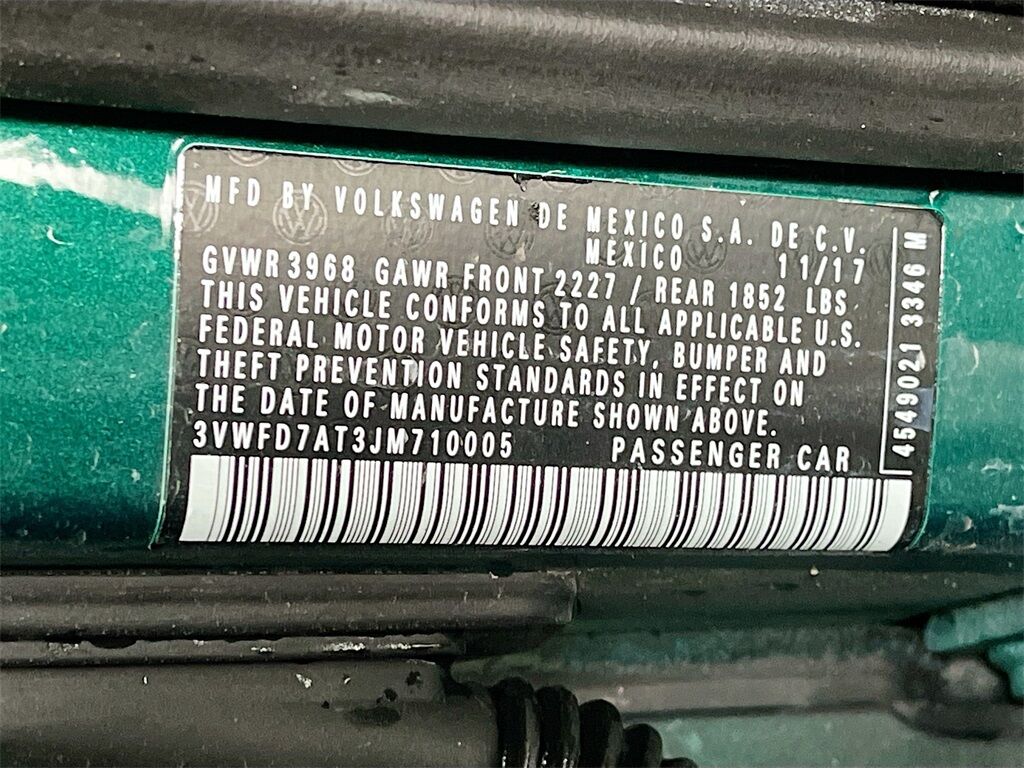 MFD BY VOLKSWAGEN DE MEXICO S.A. DE C.V.
MEXICO 11/17
GVWR 3968 GAWR FRONT 2227 / REAR 1852 LBS
THIS VEHICLE CONFORMS TO ALL APPLICABLE U.S.
FEDERAL MOTOR VEHICLE SAFETY, BUMPER AND
THEFT PREVENTION STANDARDS IN EFFECT ON
THE DATE OF MANUFACTURE SHOWN ABOVE.
3VWFD7AT3JM710005 PASSENGER CAR
4549021 3346 M